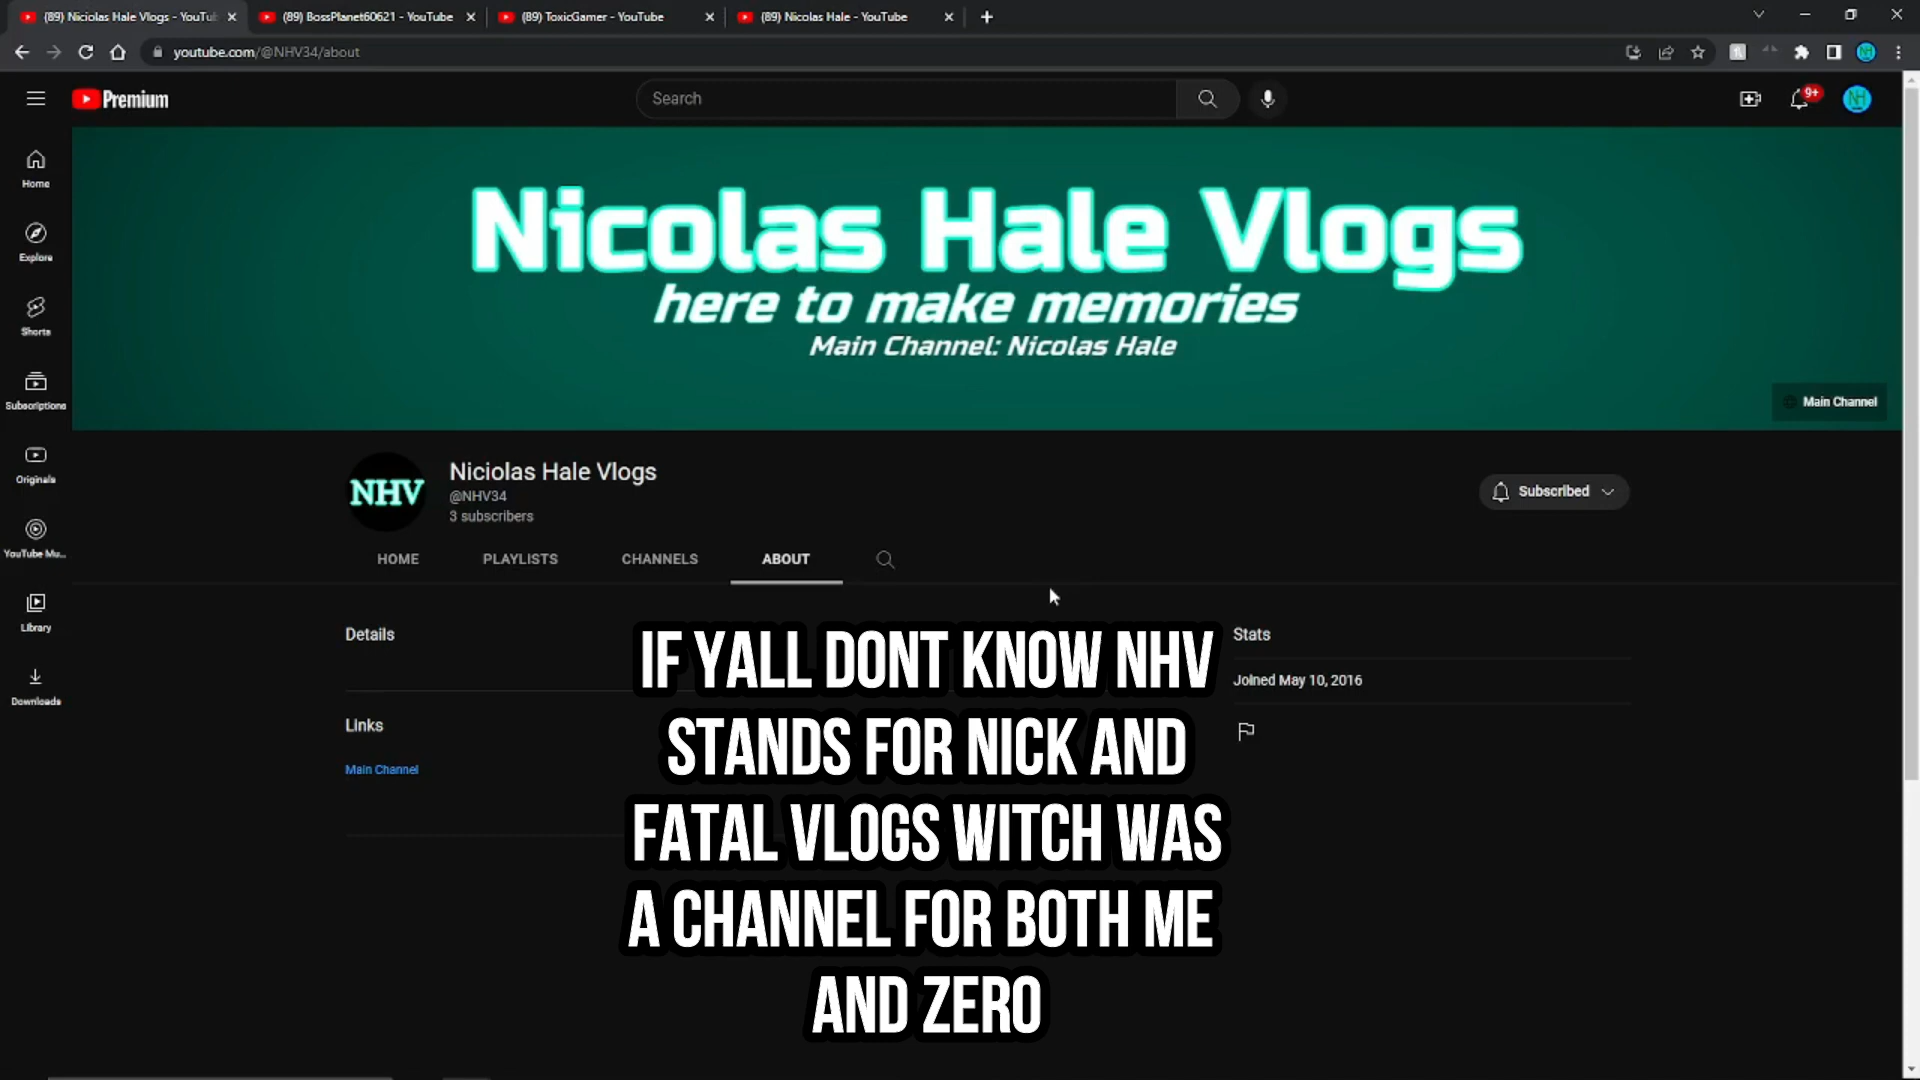 (89) Niciolas Hale Vlogs - YouTu
(89) BossPlanet60621 - YouTube
(89) ToxicGamer - YouTube
(89) Nicolas Hale - YouTube
youtube.com/@NHV34/about
Premium
Search
9+
NH
Home
Explore
Shorts
Subscriptions
Originals
YouTube Mu...
Library
Downloads
Nicolas Hale Vlogs
here to make memories
Main Channel: Nicolas Hale
Main Channel
NHV
Niciolas Hale Vlogs
@NHV34
3 subscribers
Subscribed
HOME
PLAYLISTS
CHANNELS
ABOUT
Details
Links
Main Channel
Stats
Joined May 10, 2016
IF YALL DONT KNOW NHV
STANDS FOR NICK AND
FATAL VLOGS WITCH WAS
A CHANNEL FOR BOTH ME
AND ZERO